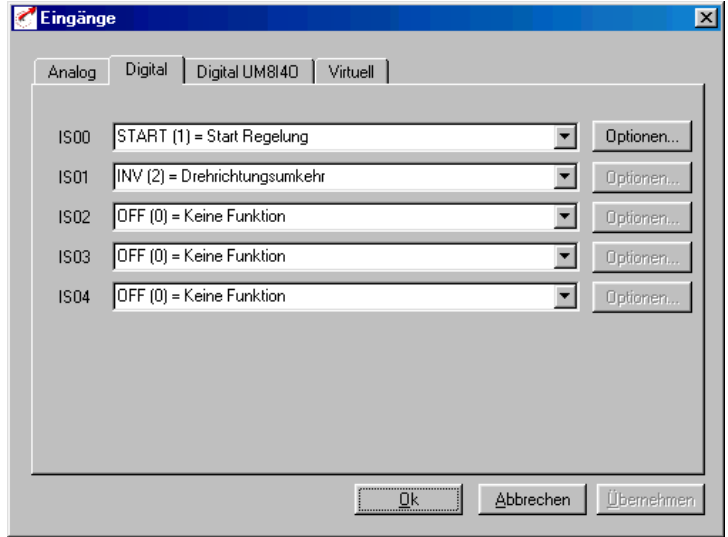 Eingänge
Analog Digital Digital UM8I4O Virtuell
IS00 START (1) = Start Regelung Optionen...
IS01 INV (2) = Drehrichtungsumkehr Optionen...
IS02 OFF (0) = Keine Funktion Optionen...
IS03 OFF (0) = Keine Funktion Optionen...
IS04 OFF (0) = Keine Funktion Optionen...
Ok Abbrechen Übernehmen